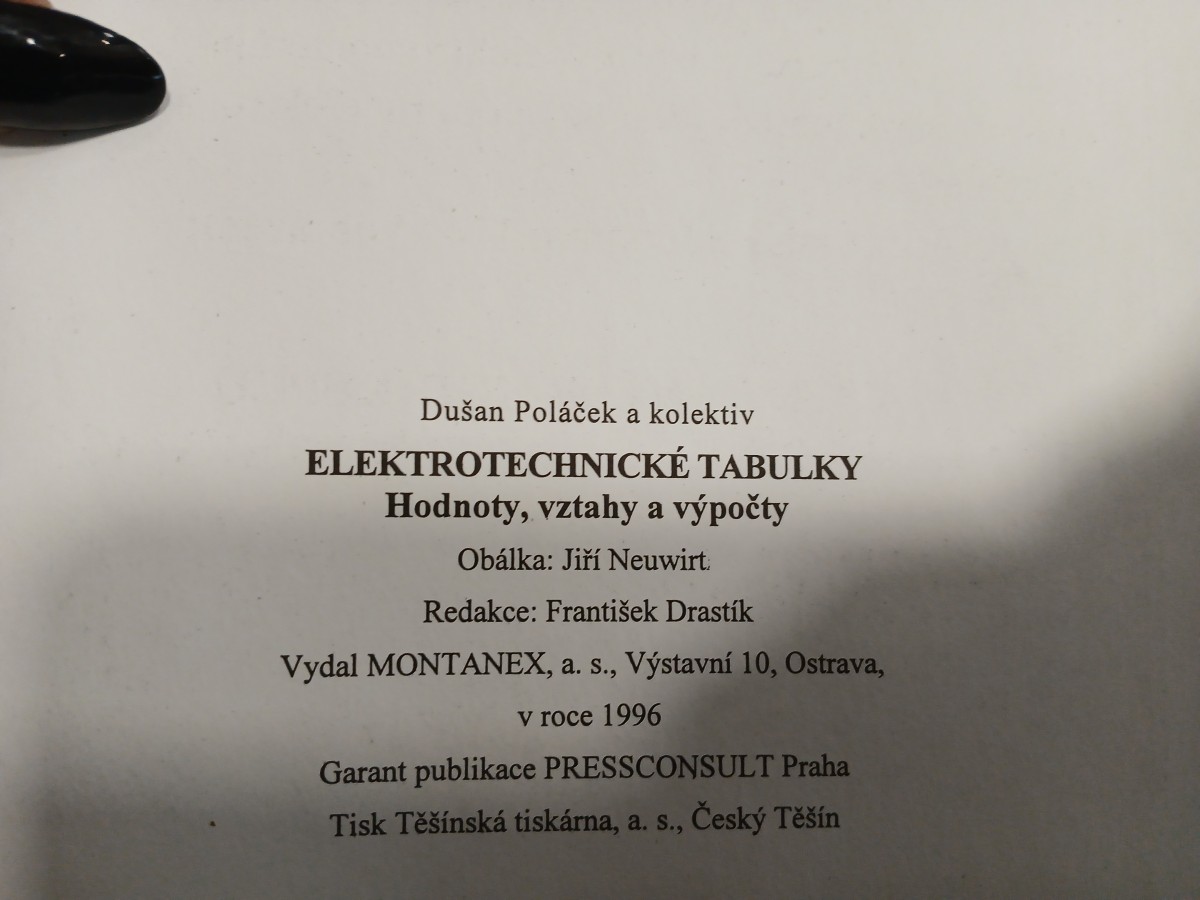 Dušan Poláček a kolektiv
ELEKTROTECHNICKÉ TABULKY
Hodnoty, vztahy a výpočty
Obálka: Jiří Neuwirt
Redakce: František Drastík
Vydal MONTANEX, a. s., Výstavní 10, Ostrava,
v roce 1996
Garant publikace PRESSCONSULT Praha
Tisk Těšínská tiskárna, a. s., Český Těšín